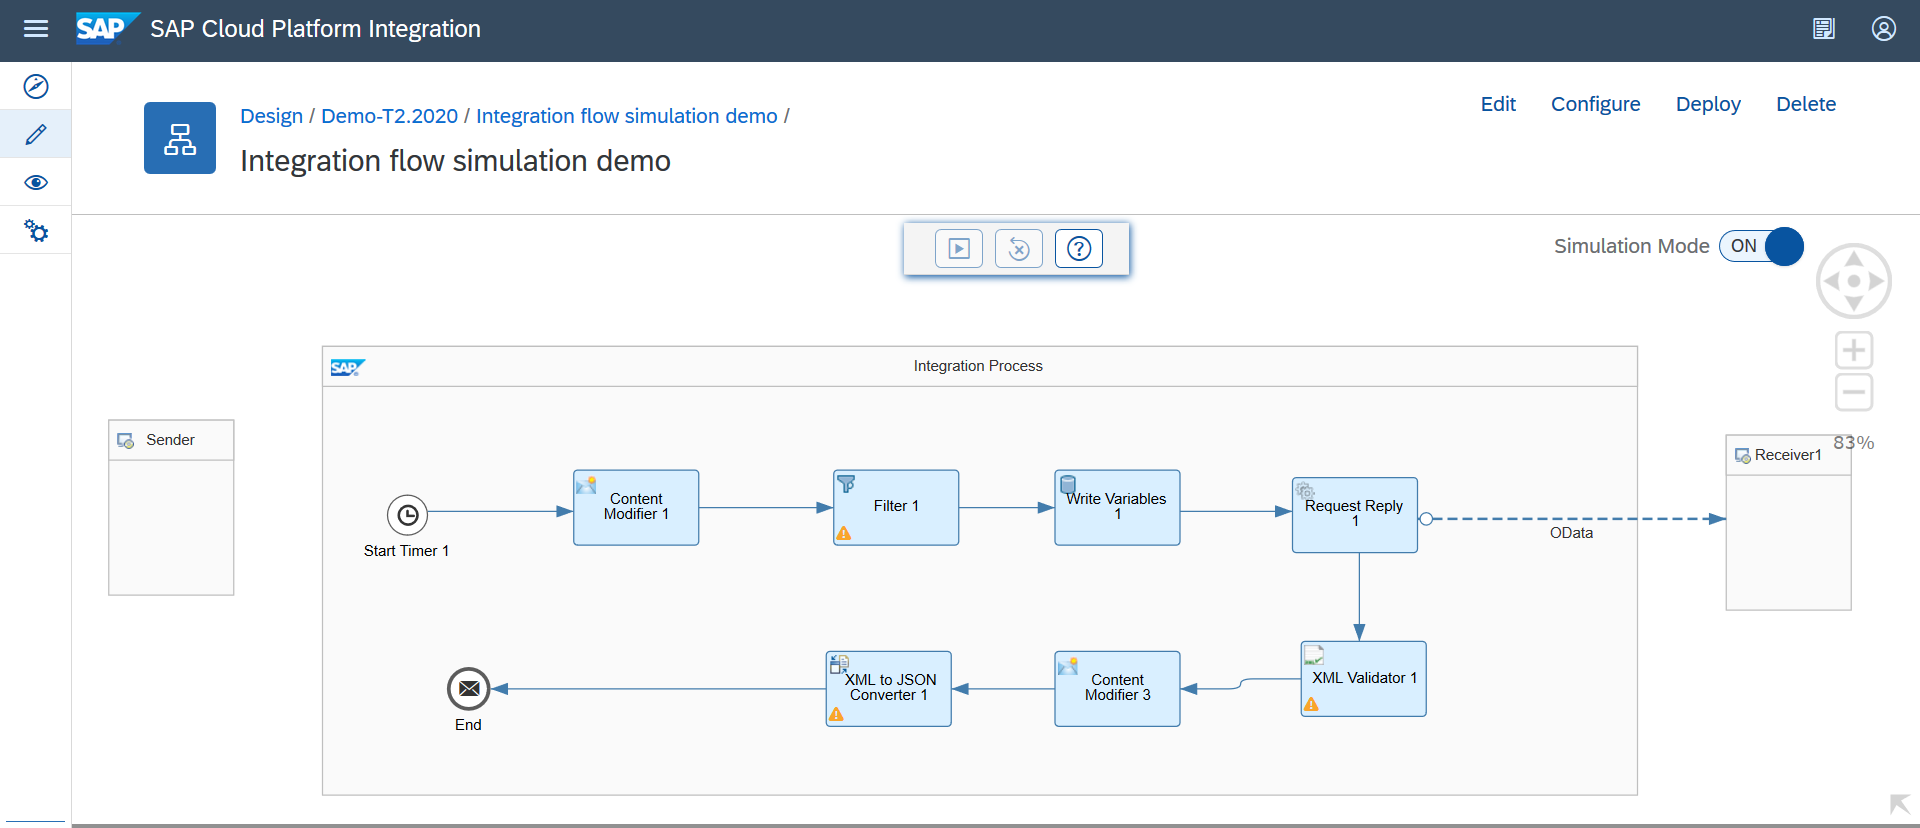 SAP SAP Cloud Platform Integration
Design / Demo-T2.2020 / Integration flow simulation demo /
Edit Configure Deploy Delete
Integration flow simulation demo
Simulation Mode ON
SAP Integration Process
83%
Sender
Receiver1
Start Timer 1
Content
Modifier 1
Filter 1
Write Variables
1
Request Reply
1
OData
XML Validator 1
Content
Modifier 3
XML to JSON
Converter 1
End